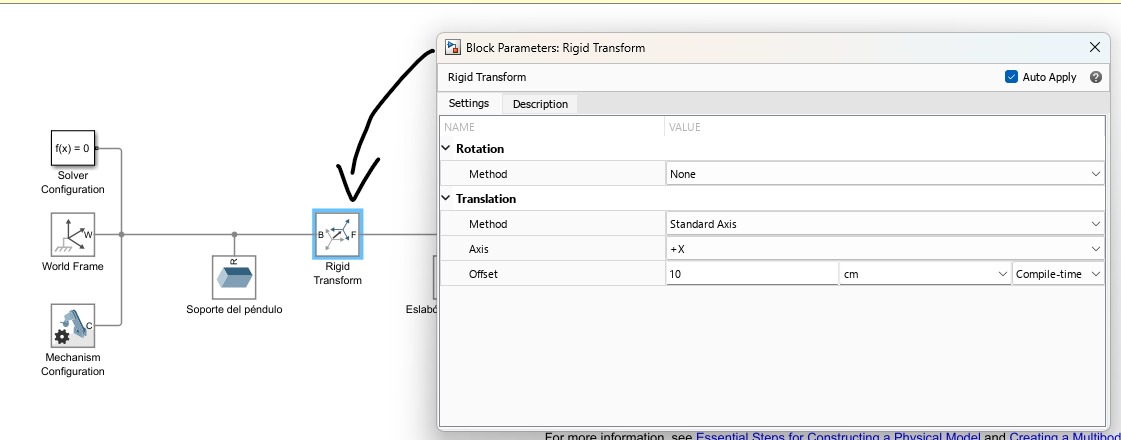 Block Parameters: Rigid Transform
Rigid Transform
Auto Apply
?
Settings
Description
NAME
VALUE
Rotation
Method
None
Translation
Method
Standard Axis
Axis
+X
Offset
10
cm
Compile-time
f(x) = 0
Solver
Configuration
W
World Frame
C
Mechanism
Configuration
R
Soporte del péndulo
B
F
Rigid
Transform
Eslabó
For more information, see Essential Steps for Constructing a Physical Model and Creating a Multibod